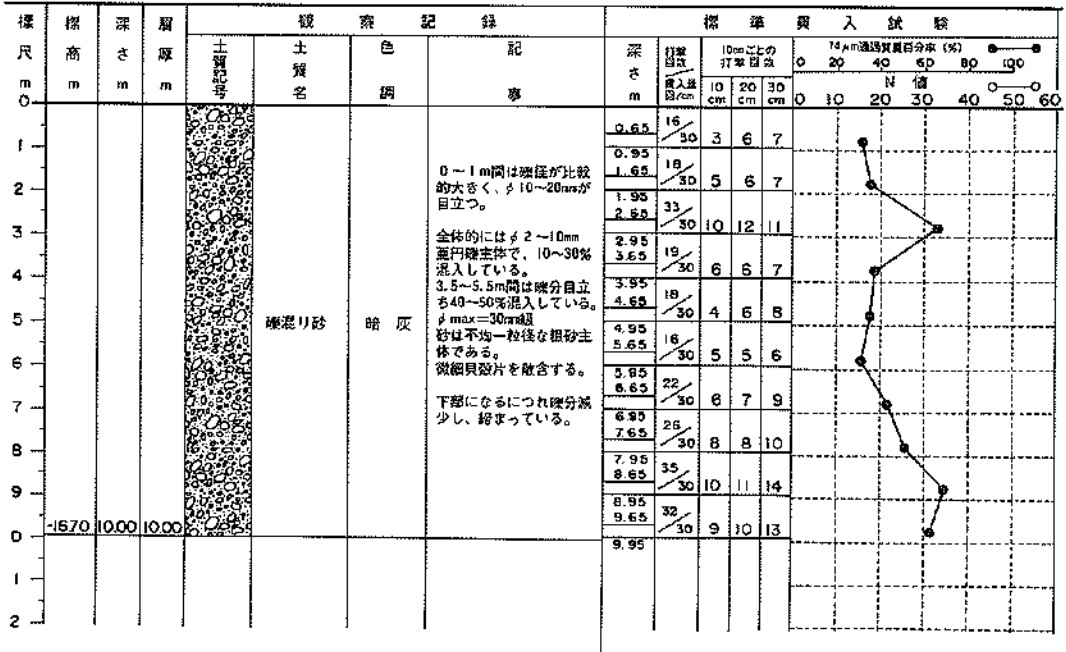 標尺 m
標高 m
深さ m
層厚 m
観察記録
土質記号
土質名
色調
記事
標準貫入試験
深さ m
打撃回数/貫入量 回/cm
10cmごとの打撃回数
10 cm
20 cm
30 cm
74μm通過質量百分率 (%)
0 20 40 60 80 100
N 値
0 10 20 30 40 50 60
0
1
2
3
4
5
6
7
8
9
0
1
2
-16.70 10.00 10.00
礫混り砂
暗灰
0～1m間は礫径が比較
的大きく、φ10～20mmが
目立つ。
全体的にはφ2～10mm
亜円礫主体で、10～30%
混入している。
3.5～5.5m間は礫分目立
ち40～50%混入している。
φmax=30mm級
砂は不均一粒径な粗砂主
体である。
微細貝殻片を散含する。
下部になるにつれ礫分減
少し、締まっている。
0.65 16/30 3 6 7
0.95
1.65 18/30 5 6 7
1.95
2.65 33/30 10 12 11
2.95
3.65 19/30 6 6 7
3.95
4.65 18/30 4 6 8
4.95
5.65 16/30 5 5 6
5.95
6.65 22/30 6 7 9
6.95
7.65 26/30 8 8 10
7.95
8.65 35/30 10 11 14
8.95
9.65 32/30 9 10 13
9.95